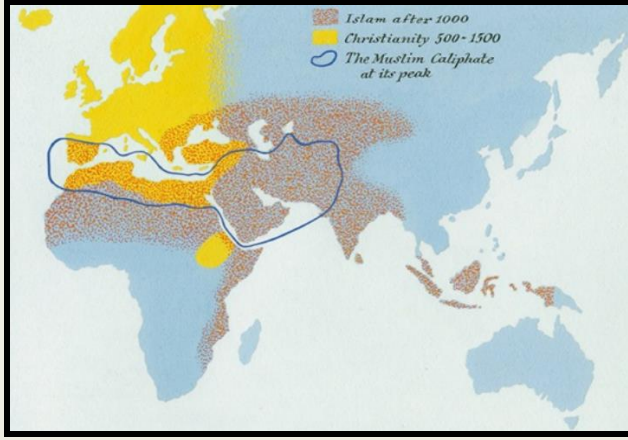 Islam after 1000
Christianity 500-1500
The Muslim Caliphate
at its peak